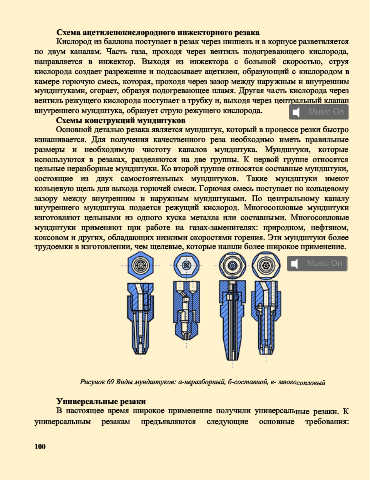 Схема ацетиленокислородного инжекторного резака
Кислород из баллона поступает в резак через ниппель и в корпусе разветвляется
по двум каналам. Часть газа, проходя через вентиль подогревающего кислорода,
направляется в инжектор. Выходя из инжектора с большой скоростью, струя
кислорода создает разрежение и подсасывает ацетилен, образующий с кислородом в
камере горючую смесь, которая, проходя через зазор между наружным и внутренним
мундштуками, сгорает, образуя подогревающее пламя. Другая часть кислорода через
вентиль режущего кислорода поступает в трубку и, выходя через центральный клапан
внутреннего мундштука, образует струю режущего кислорода.
Music On
Схемы конструкций мундштуков
Основной деталью резака является мундштук, который в процессе резки быстро
изнашивается. Для получения качественного реза необходимо иметь правильные
размеры и необходимую чистоту каналов мундштука. Мундштуки, которые
используются в резаках, разделяются на две группы. К первой группе относятся
цельные неразборные мундштуки. Ко второй группе относятся составные мундштуки,
состоящие из двух самостоятельных мундштуков. Такие мундштуки имеют
кольцевую щель для выхода горючей смеси. Горючая смесь поступает по кольцевому
зазору между внутренним и наружным мундштуками. По центральному каналу
внутреннего мундштука подается режущий кислород. Многосопловые мундштуки
изготовляют цельными из одного куска металла или составными. Многосопловые
мундштуки применяют при работе на газах-заменителях: природном, нефтяном,
коксовом и других, обладающих низкими скоростями горения. Эти мундштуки более
трудоемки в изготовлении, чем щелевые, которые нашли более широкое применение.
Music On
Рисунок 69 Виды мундштуков: а-неразборный, б-составной, в- многосопловый
Универсальные резаки
В настоящее время широкое применение получили универсальные резаки. К
универсальным резакам предъявляются следующие основные требования:
100